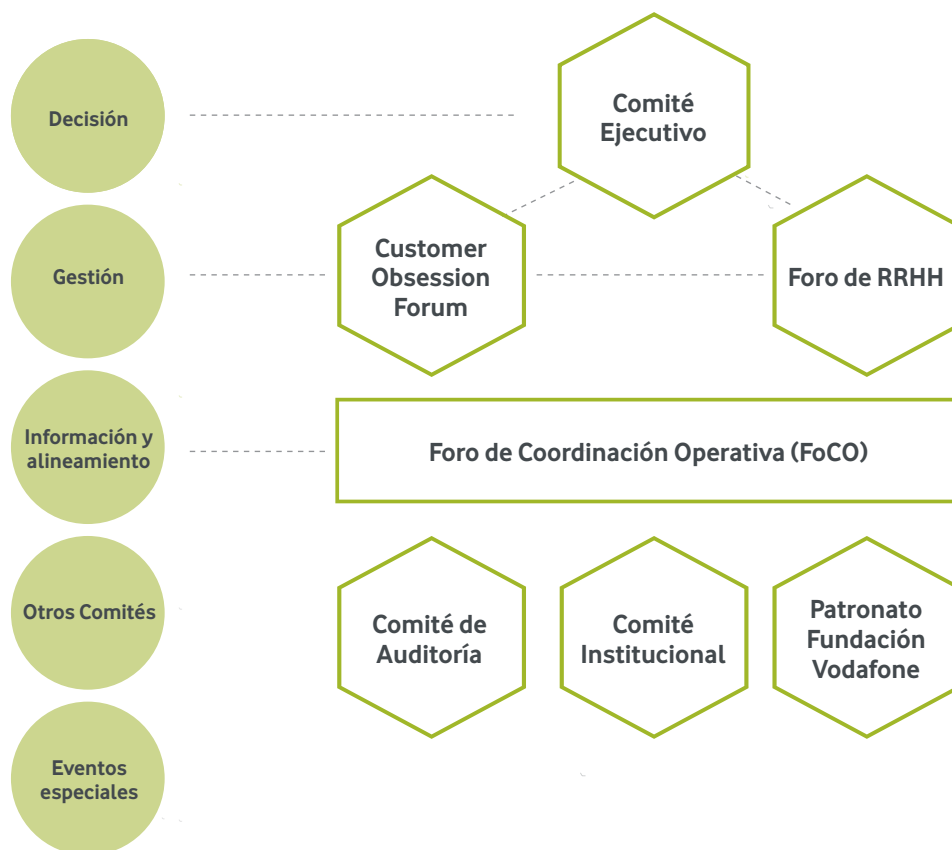 Decisión
Comité
Ejecutivo
Gestión
Customer
Obsession
Forum
Foro de RRHH
Información y
alineamiento
Foro de Coordinación Operativa (FoCO)
Otros Comités
Comité de
Auditoría
Comité
Institucional
Patronato
Fundación
Vodafone
Eventos
especiales